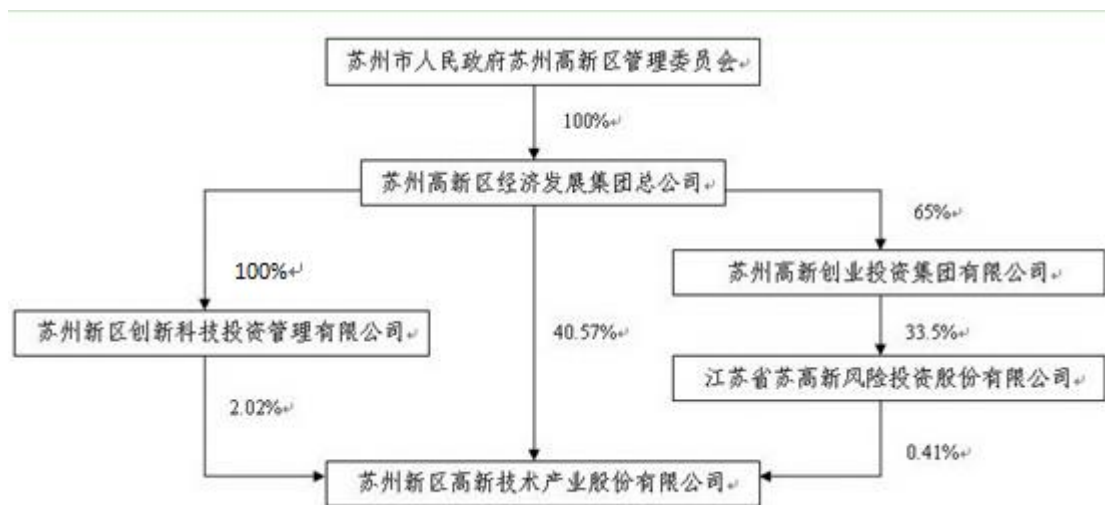 苏州市人民政府苏州高新区管理委员会↵
100%↵
苏州高新区经济发展集团总公司↵
65%↵
100%↵
苏州高新创业投资集团有限公司↵
苏州新区创新科技投资管理有限公司↵
40.57%↵
33.5%↵
江苏省苏高新风险投资股份有限公司↵
2.02%↵
0.41%↵
苏州新区高新技术产业股份有限公司↵